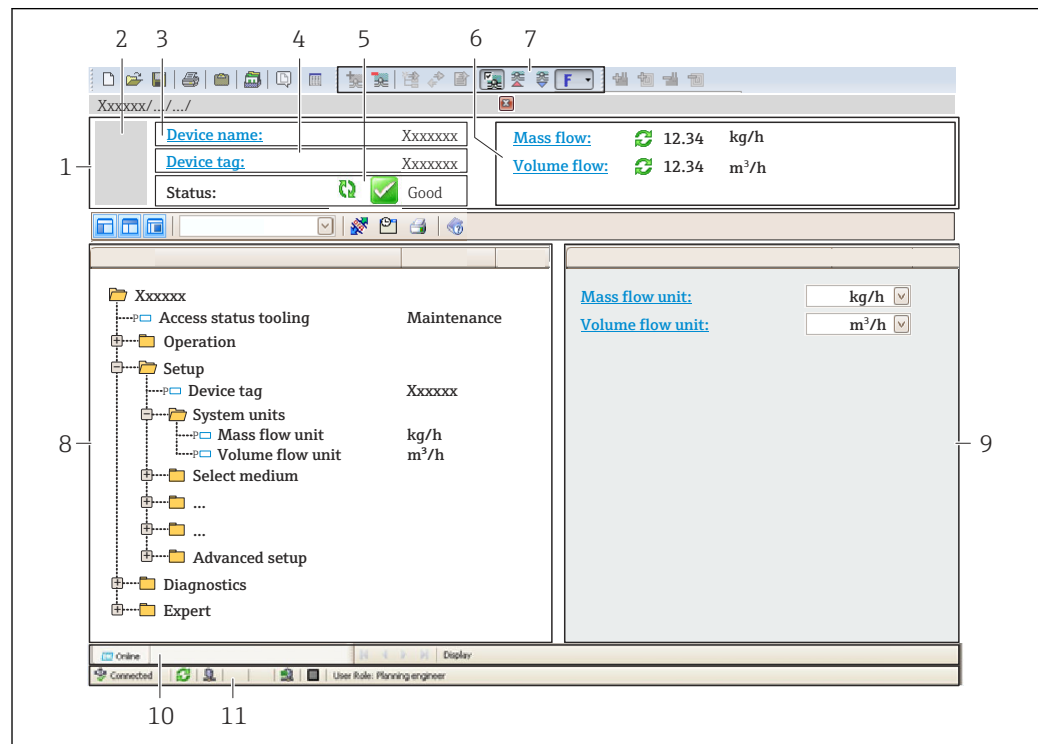 2 3 4 5 6 7
F
Xxxxxx/.../.../
1
Device name: Xxxxxxx
Device tag: Xxxxxxx
Status: Good
Mass flow: 12.34 kg/h
Volume flow: 12.34 m³/h
Xxxxxx
P Access status tooling Maintenance
Operation
Setup
P Device tag Xxxxxx
System units
P Mass flow unit kg/h
P Volume flow unit m³/h
Select medium
...
...
Advanced setup
Diagnostics
Expert
Mass flow unit: kg/h
Volume flow unit: m³/h
8 9
Online Display
Connected User Role: Planning engineer
10 11